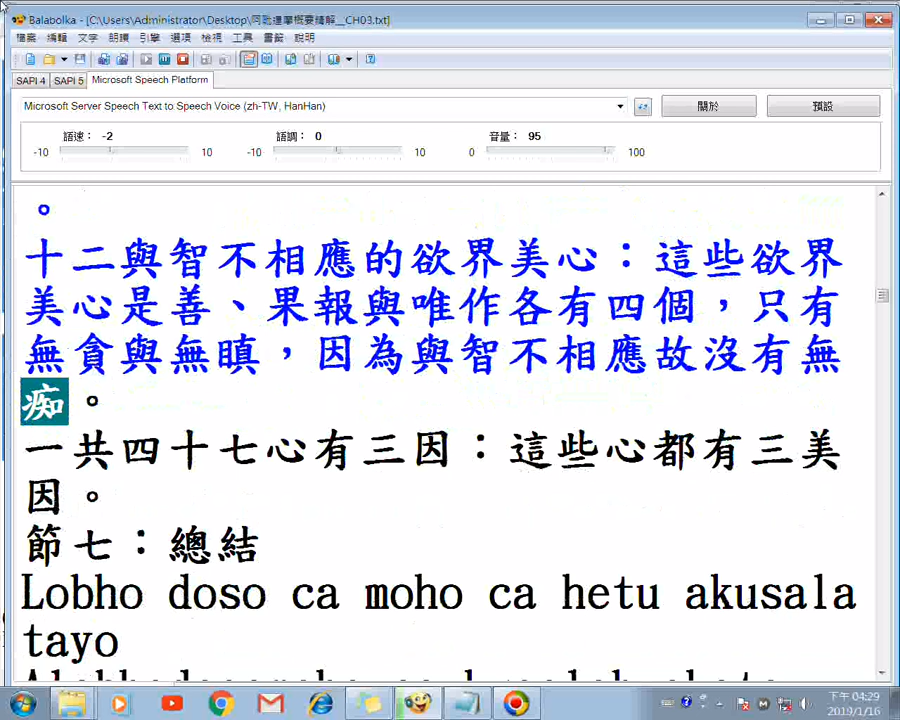 Balabolka - [C:\Users\Administrator\Desktop\阿毗達摩概要精解__CH03.txt]
檔案 編輯 文字 朗讀 引擎 選項 檢視 工具 書籤 說明
SAPI 4 SAPI 5 Microsoft Speech Platform
Microsoft Server Speech Text to Speech Voice (zh-TW, HanHan) 關於 預設
語速： -2 語調： 0 音量： 95
-10 10 -10 10 0 100
。
十二與智不相應的欲界美心：這些欲界
美心是善、果報與唯作各有四個，只有
無貪與無瞋，因為與智不相應故沒有無
痴。
一共四十七心有三因：這些心都有三美
因。
節七：總結
Lobho doso ca moho ca hetu akusala
tayo
下午 04:29
2019/1/16